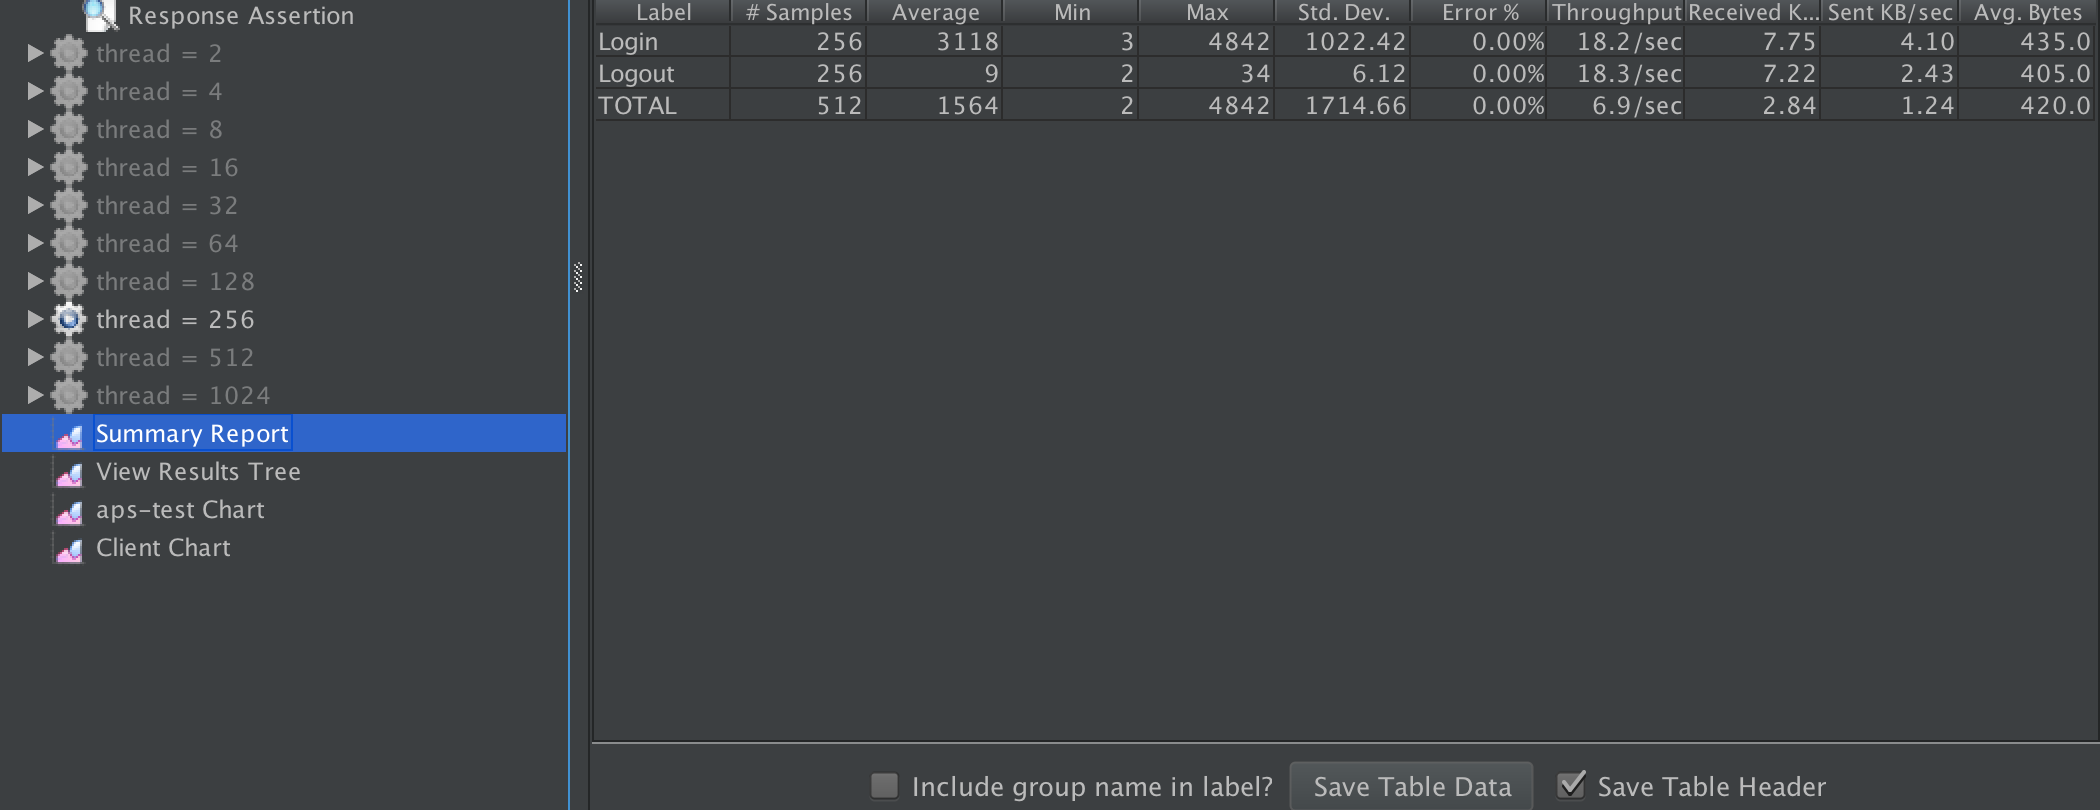 Response Assertion
thread = 2
thread = 4
thread = 8
thread = 16
thread = 32
thread = 64
thread = 128
thread = 256
thread = 512
thread = 1024
Summary Report
View Results Tree
aps-test Chart
Client Chart
Label # Samples Average Min Max Std. Dev. Error % Throughput Received K... Sent KB/sec Avg. Bytes
Login 256 3118 3 4842 1022.42 0.00% 18.2/sec 7.75 4.10 435.0
Logout 256 9 2 34 6.12 0.00% 18.3/sec 7.22 2.43 405.0
TOTAL 512 1564 2 4842 1714.66 0.00% 6.9/sec 2.84 1.24 420.0
Include group name in label? Save Table Data Save Table Header